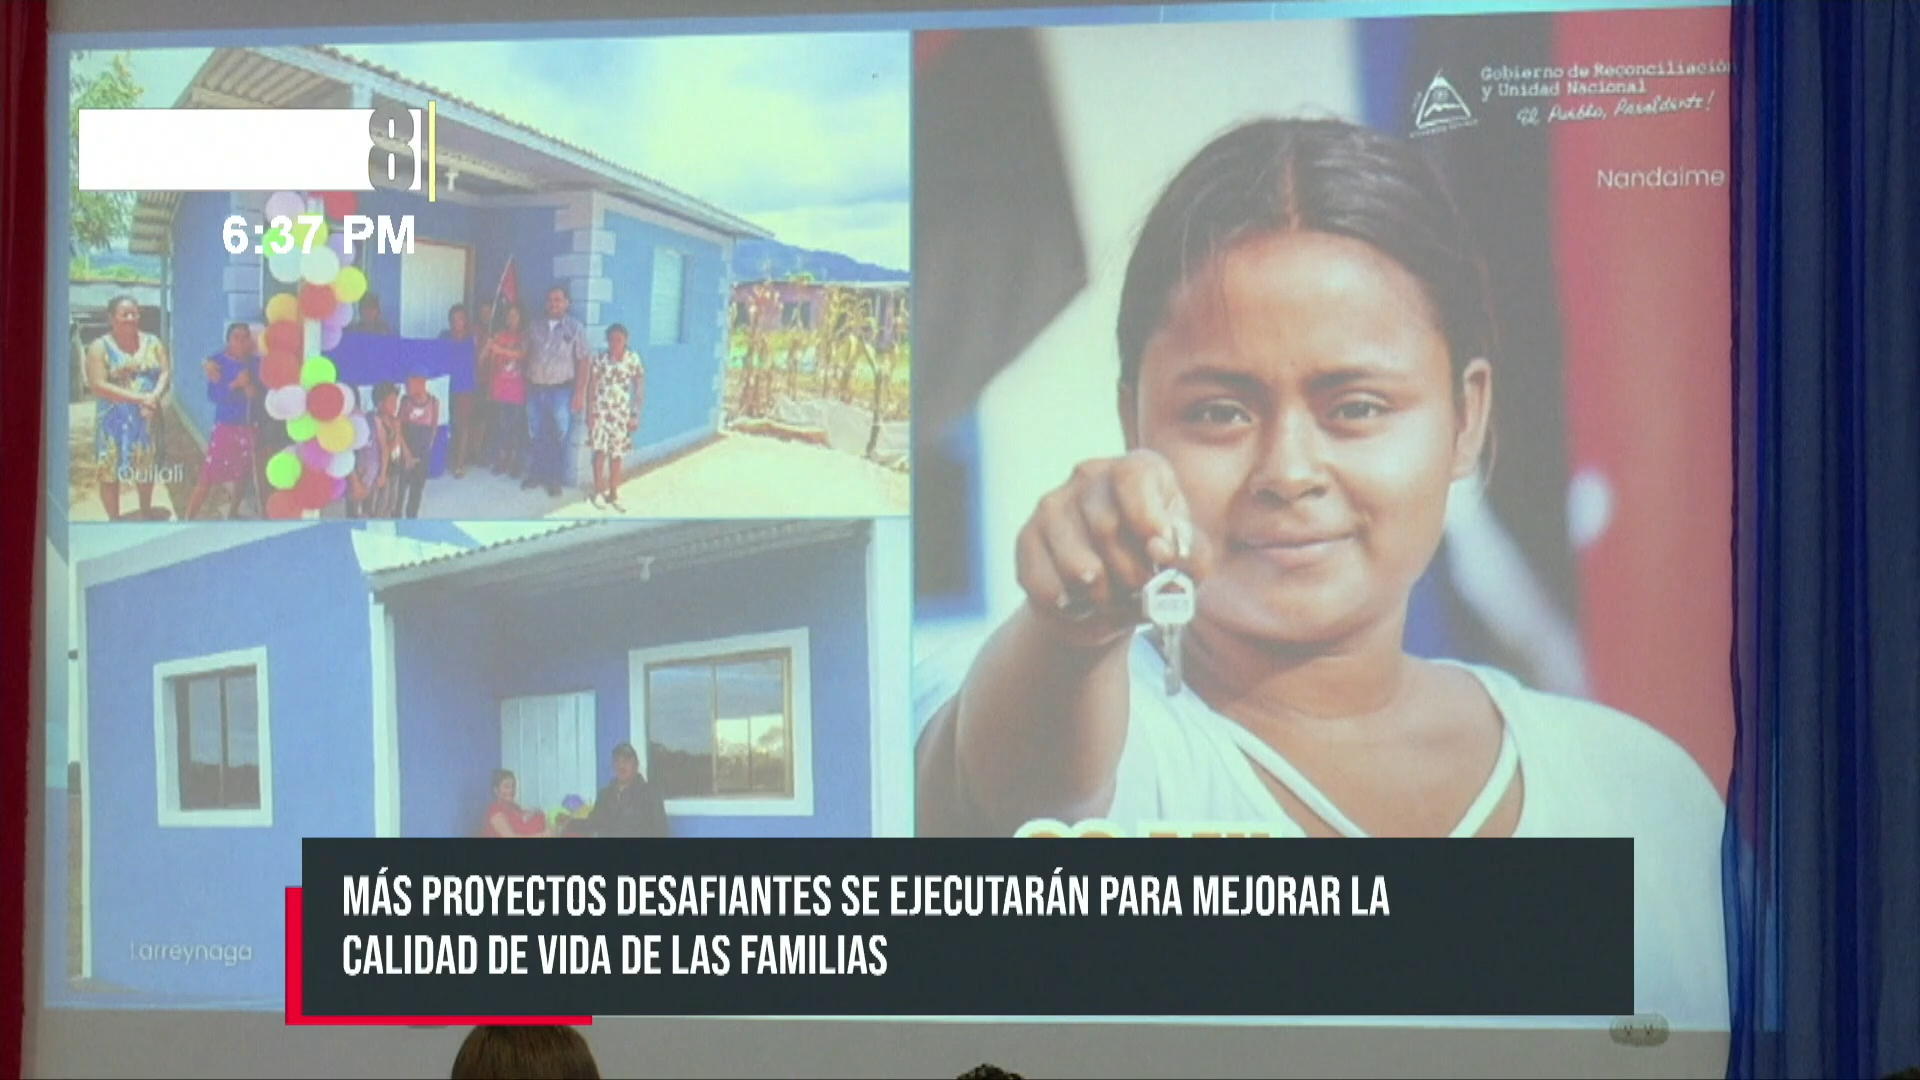 8
6:37 PM
Gobierno de Reconciliación
y Unidad Nacional
El Pueblo, Presidente!
Nandaime
Quilalí
Larreynaga
MÁS PROYECTOS DESAFIANTES SE EJECUTARÁN PARA MEJORAR LA
CALIDAD DE VIDA DE LAS FAMILIAS